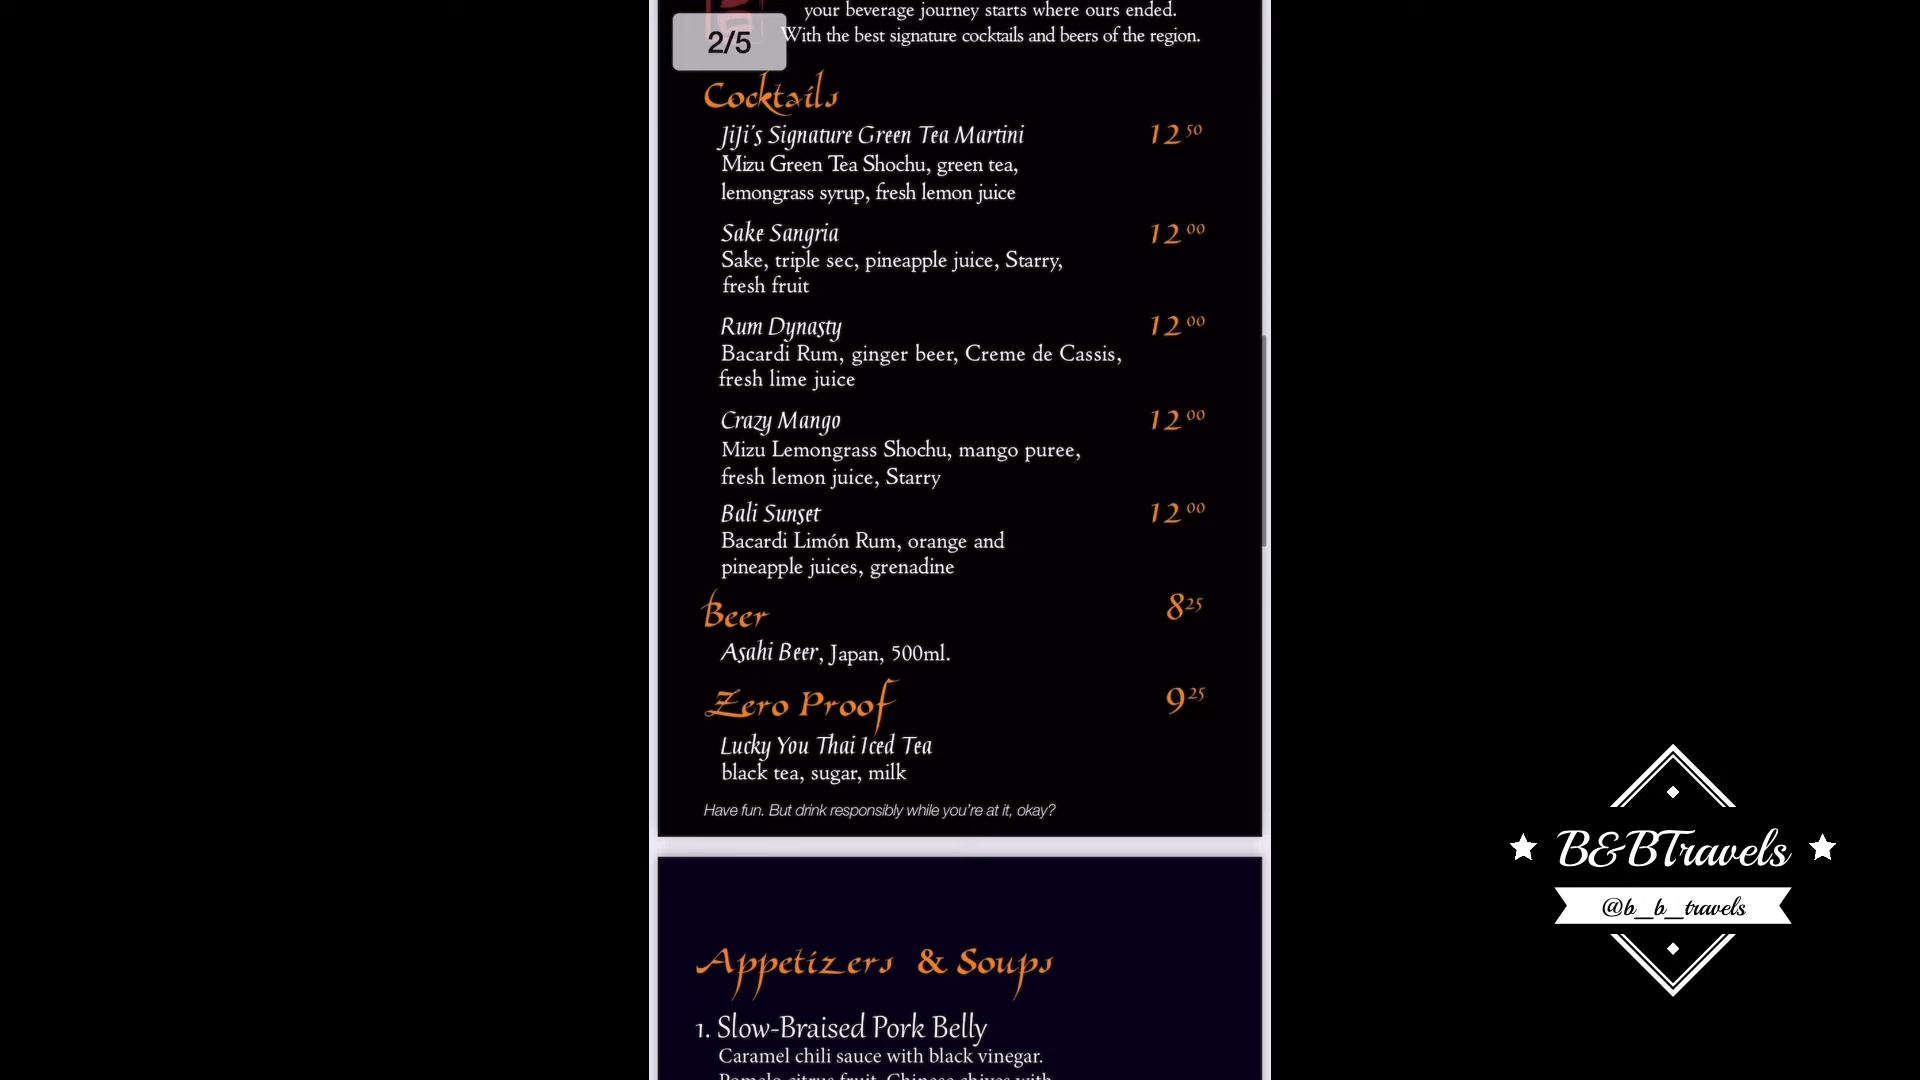 your beverage journey starts where ours ended.
With the best signature cocktails and beers of the region.
2/5
Cocktails
JiJi's Signature Green Tea Martini 12 50
Mizu Green Tea Shochu, green tea,
lemongrass syrup, fresh lemon juice
Sake Sangria 12 00
Sake, triple sec, pineapple juice, Starry,
fresh fruit
Rum Dynasty 12 00
Bacardi Rum, ginger beer, Creme de Cassis,
fresh lime juice
Crazy Mango 12 00
Mizu Lemongrass Shochu, mango puree,
fresh lemon juice, Starry
Bali Sunset 12 00
Bacardi Limón Rum, orange and
pineapple juices, grenadine
Beer 8 25
Asahi Beer, Japan, 500ml.
Zero Proof 9 25
Lucky You Thai Iced Tea
black tea, sugar, milk
Have fun. But drink responsibly while you're at it, okay?
Appetizers & Soups
1. Slow-Braised Pork Belly
Caramel chili sauce with black vinegar.
Pomelo citrus fruit, Chinese chives with
B&BTravels
@b_b_travels